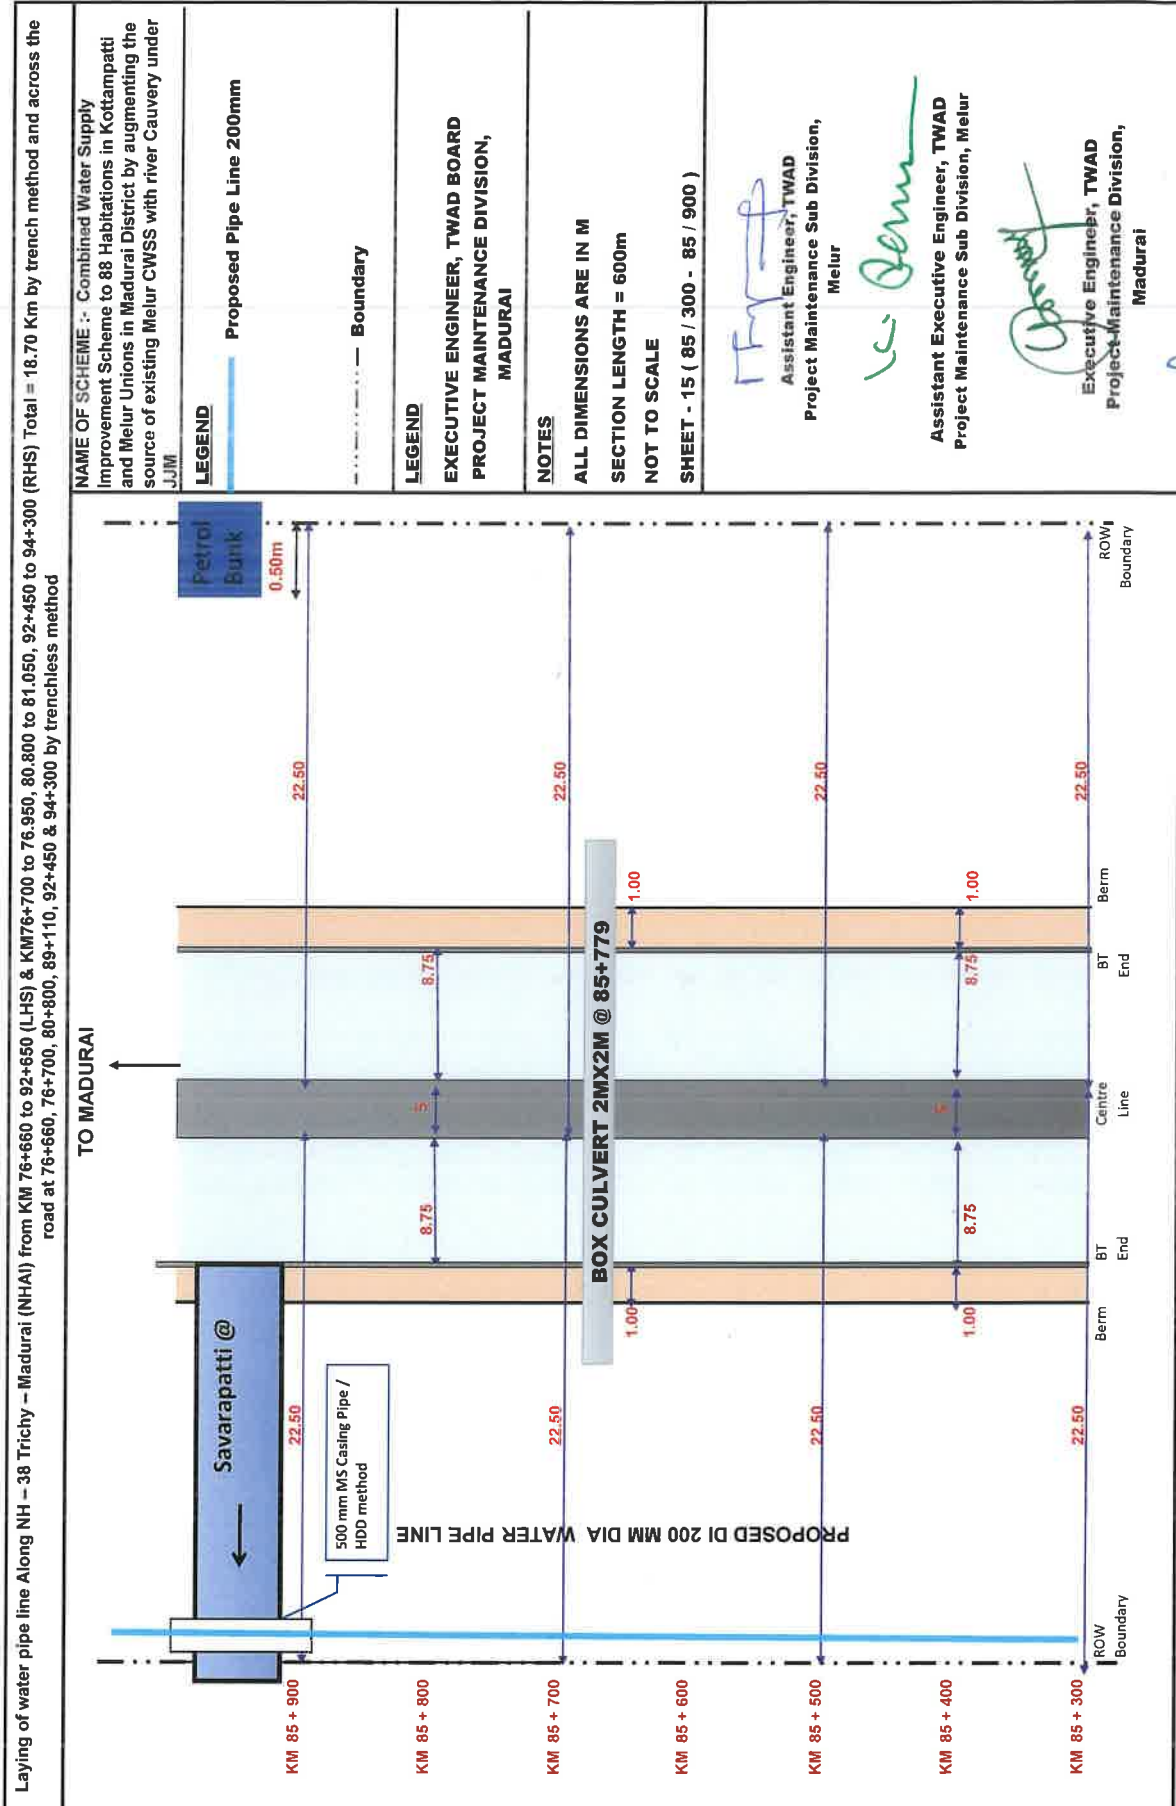 Laying of water pipe line Along NH – 38 Trichy – Madurai (NHAI) from KM 76+660 to 92+650 (LHS) & KM76+700 to 76.950, 80.800 to 81.050, 92+450 to 94+300 (RHS) Total = 18.70 Km by trench method and across the
road at 76+660, 76+700, 80+800, 89+110, 92+450 & 94+300 by trenchless method
TO MADURAI
Savarapatti @
500 mm MS Casing Pipe /
HDD method
Petrol
Bunk
0.50m
KM 85 + 900
22.50
22.50
KM 85 + 800
8.75
5
8.75
KM 85 + 700
22.50
22.50
BOX CULVERT 2MX2M @ 85+779
KM 85 + 600
1.00
1.00
KM 85 + 500
22.50
22.50
KM 85 + 400
1.00
8.75
5
8.75
1.00
KM 85 + 300
22.50
22.50
PROPOSED DI 200 MM DIA WATER PIPE LINE
ROW
Boundary
Berm
BT
End
Centre
Line
BT
End
Berm
ROW
Boundary
NAME OF SCHEME :- Combined Water Supply
Improvement Scheme to 88 Habitations in Kottampatti
and Melur Unions in Madurai District by augmenting the
source of existing Melur CWSS with river Cauvery under
JJM
LEGEND
Proposed Pipe Line 200mm
Boundary
LEGEND
EXECUTIVE ENGINEER, TWAD BOARD
PROJECT MAINTENANCE DIVISION,
MADURAI
NOTES
ALL DIMENSIONS ARE IN M
SECTION LENGTH = 600m
NOT TO SCALE
SHEET - 15 ( 85 / 300 - 85 / 900 )
Assistant Engineer, TWAD
Project Maintenance Sub Division,
Melur
Assistant Executive Engineer, TWAD
Project Maintenance Sub Division, Melur
Executive Engineer, TWAD
Project Maintenance Division,
Madurai